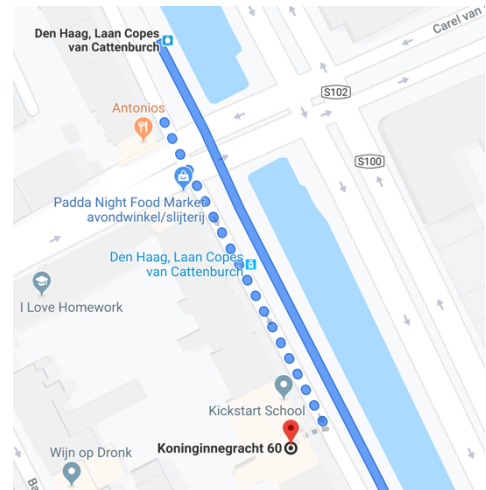 Den Haag, Laan Copes
van Cattenburch
Carel van
S102
Antonios
S100
Padda Night Food Market
avondwinkel/slijterij
Den Haag, Laan Copes
van Cattenburch
I Love Homework
Kickstart School
Koninginnegracht 60
Wijn op Dronk
Ba